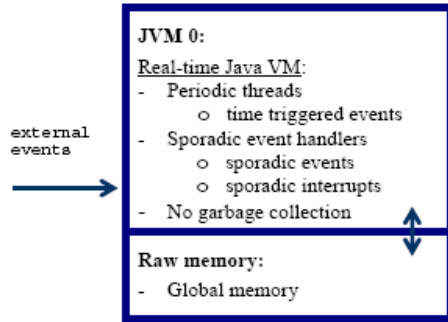 JVM 0:
Real-time Java VM:
- Periodic threads
o time triggered events
- Sporadic event handlers
o sporadic events
o sporadic interrupts
- No garbage collection
external
events
Raw memory:
- Global memory